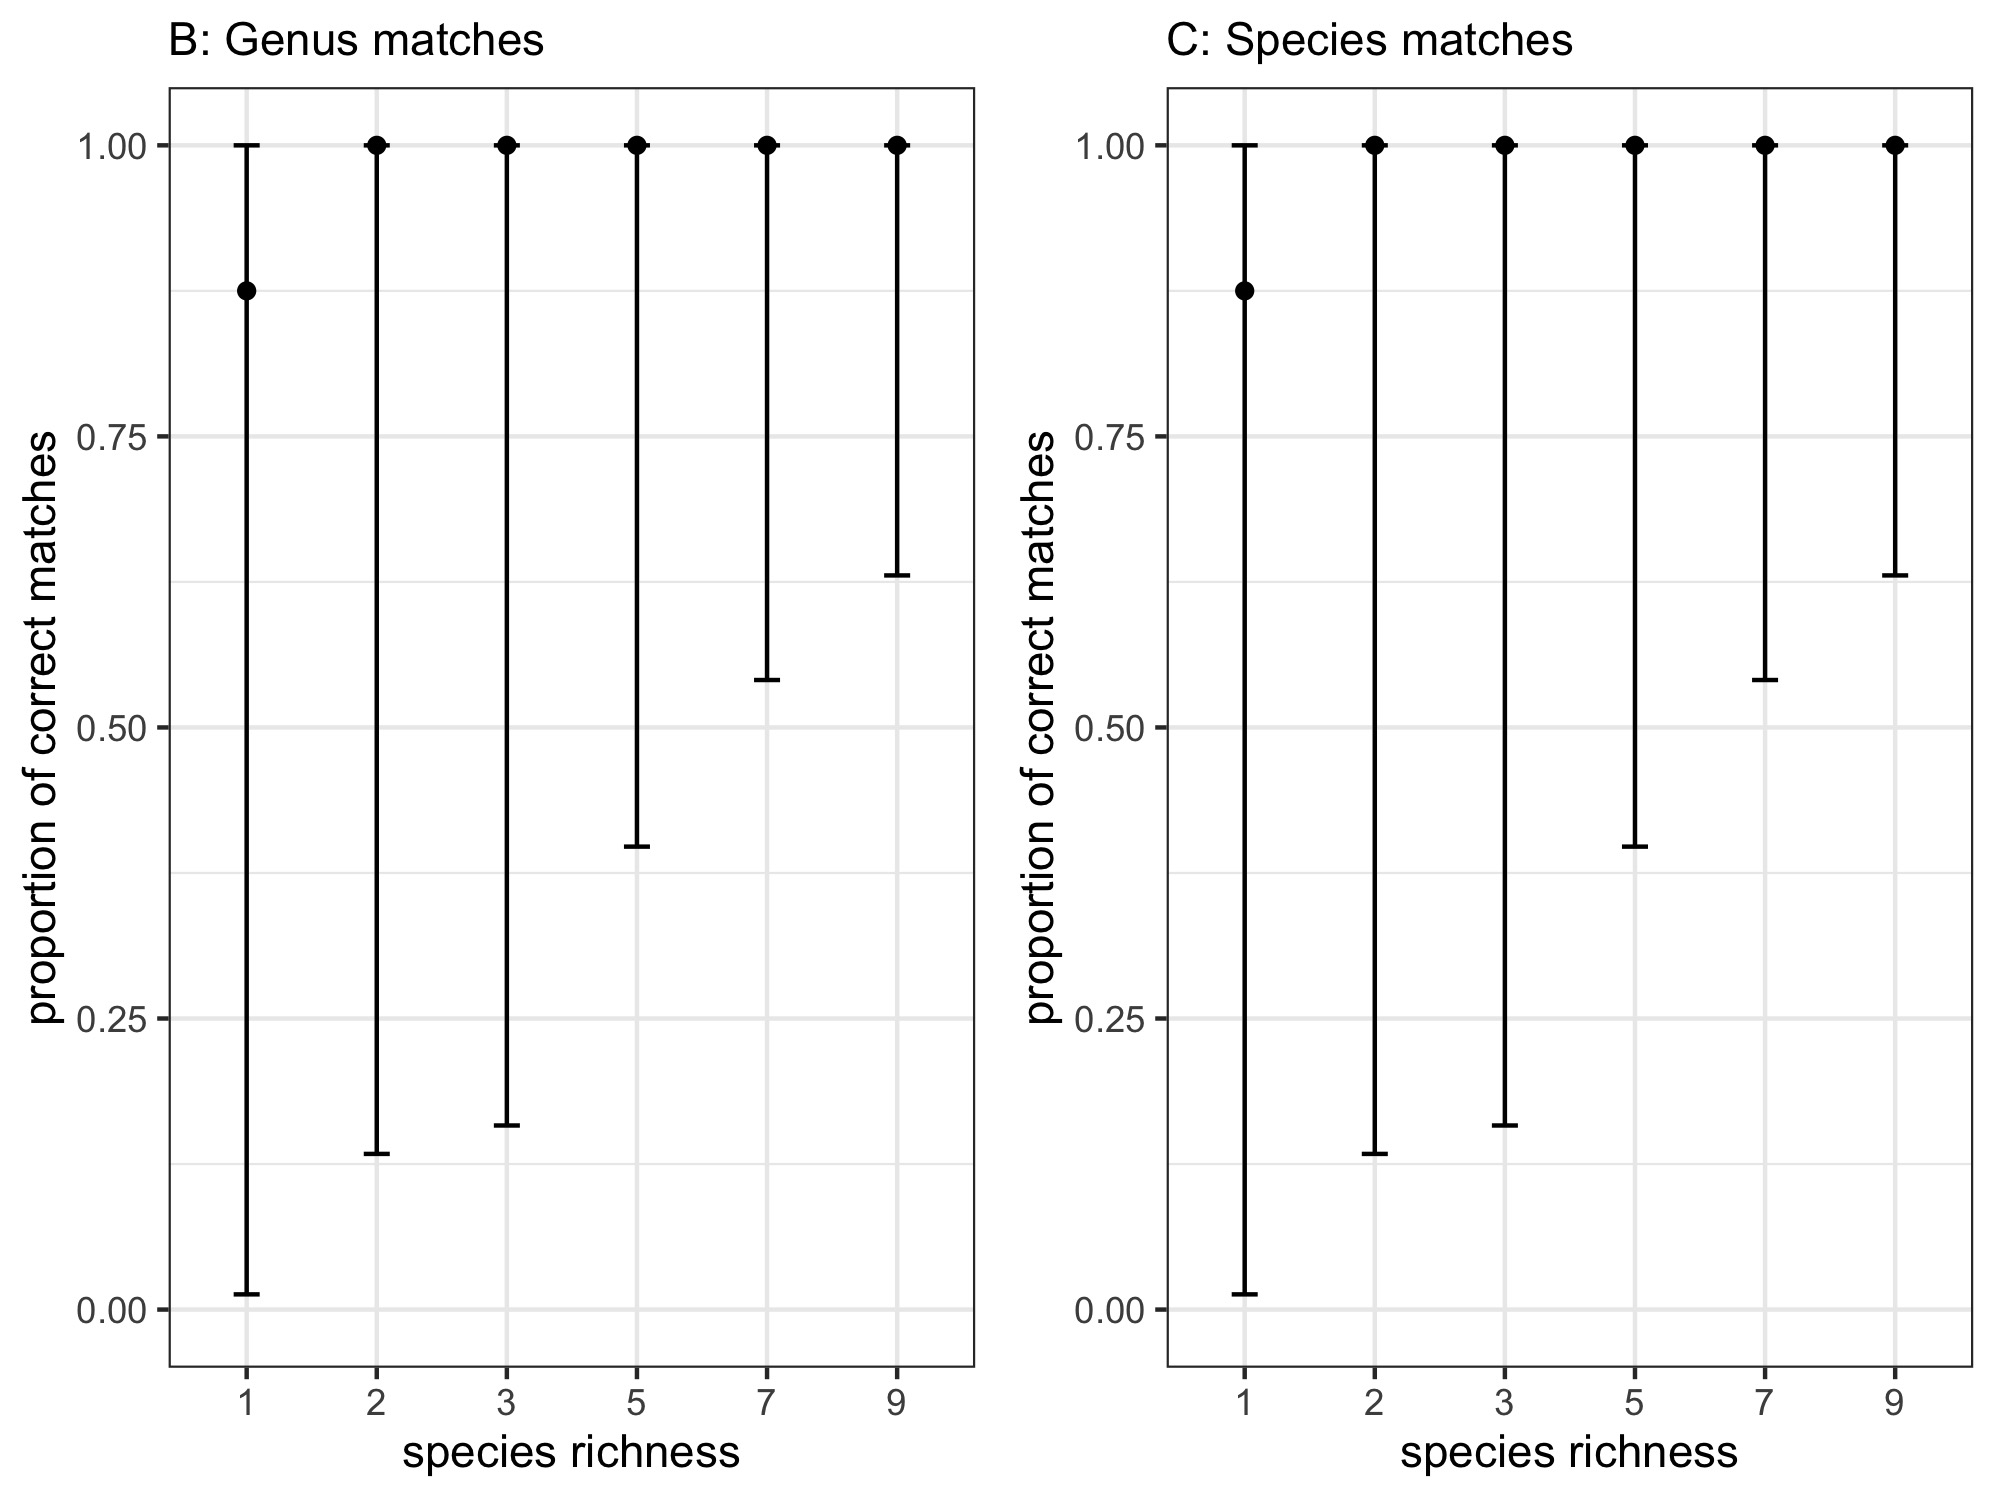 B: Genus matches
proportion of correct matches
1.00
0.75
0.50
0.25
0.00
1 2 3 5 7 9
species richness
C: Species matches
proportion of correct matches
1.00
0.75
0.50
0.25
0.00
1 2 3 5 7 9
species richness